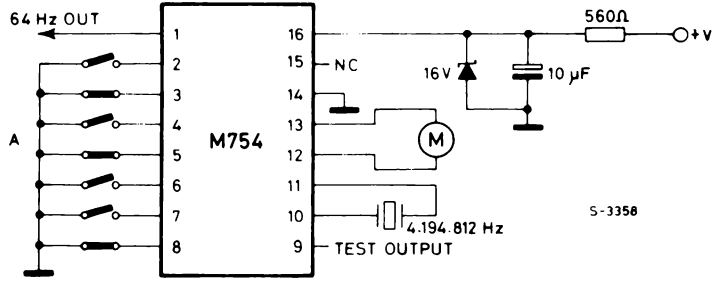 64 Hz OUT
560Ω
+V
1
16
2
15
NC
16V
10 µF
3
14
4
13
A
M754
M
5
12
6
11
7
10
4.194.812 Hz
S-3358
8
9
TEST OUTPUT